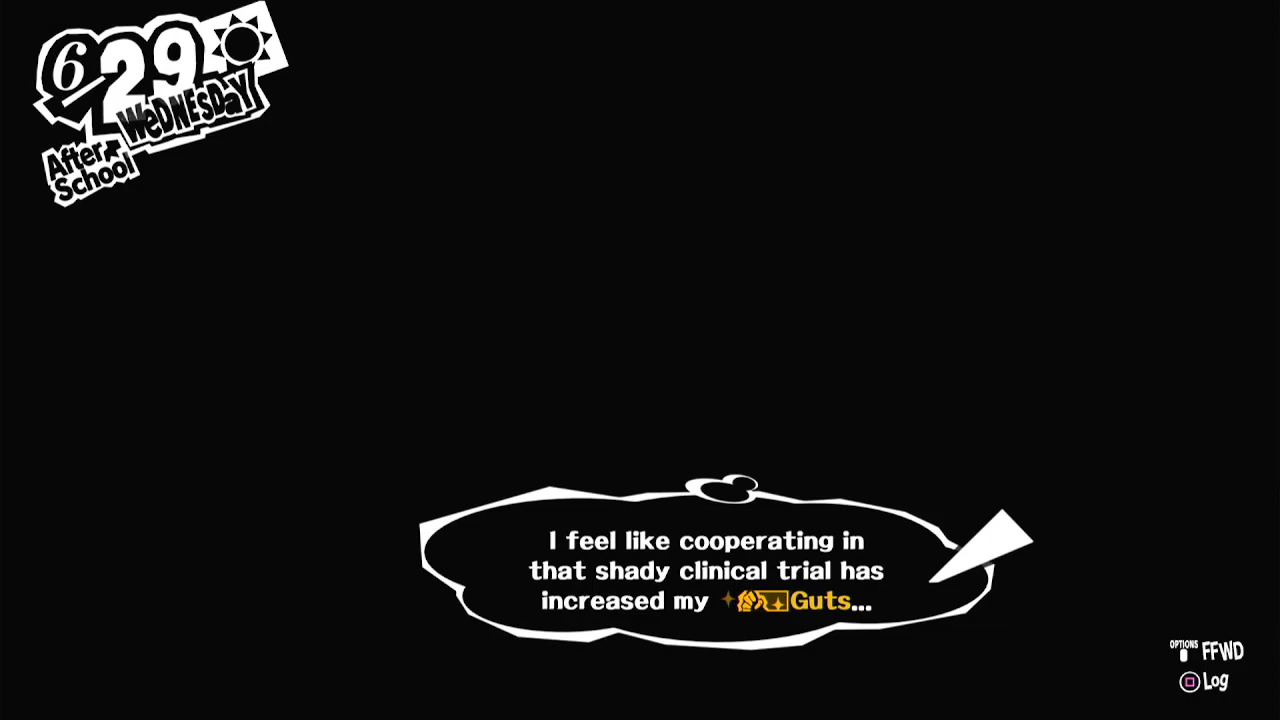 6/29
WeDNESDaY
After
School
I feel like cooperating in
that shady clinical trial has
increased my Guts...
OPTIONS FFWD
Log